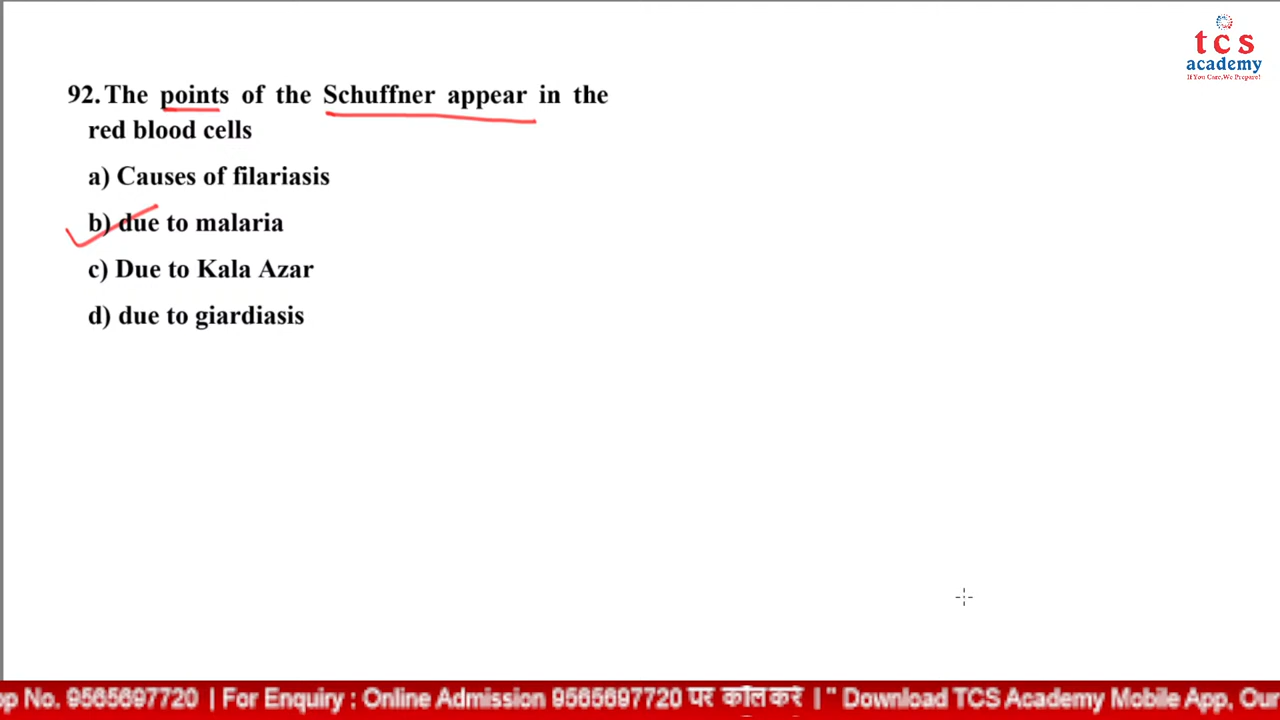 tcs
academy
If You Care,We Prepare!
92. The points of the Schuffner appear in the
red blood cells
a) Causes of filariasis
b) due to malaria
c) Due to Kala Azar
d) due to giardiasis
pp No. 9565697720 | For Enquiry : Online Admission 9565697720 पर कॉल करें | " Download TCS Academy Mobile App, Our